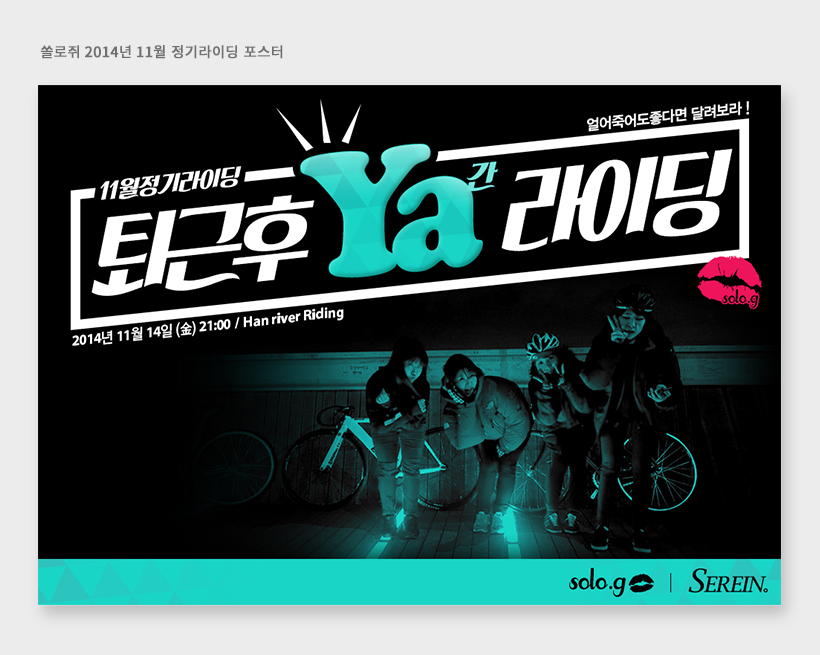 쏠로쥐 2014년 11월 정기라이딩 포스터
얼어죽어도좋다면 달려보라 !
11월정기라이딩
퇴근후 Ya간 라이딩
solo.g
2014년 11월 14일 (金) 21:00 / Han river Riding
solo.g | SEREIN.